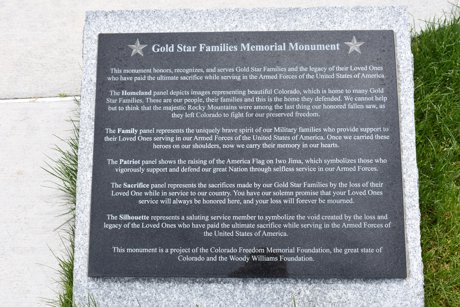 Gold Star Families Memorial Monument
This monument honors, recognizes, and serves Gold Star Families and the legacy of their Loved Ones
who have paid the ultimate sacrifice while serving in the Armed Forces of the United States of America.
The Homeland panel depicts images representing beautiful Colorado, which is home to many Gold
Star Families. These are our people, their families and this is the home they defended. We cannot help
but to think that the majestic Rocky Mountains were among the last thing our honored fallen saw, as
they left Colorado to fight for our preserved freedom.
The Family panel represents the uniquely brave spirit of our Military families who provide support to
their Loved Ones serving in our Armed Forces of the United States of America. Once we carried these
heroes on our shoulders, now we carry their memory in our hearts.
The Patriot panel shows the raising of the America Flag on Iwo Jima, which symbolizes those who
vigorously support and defend our great Nation through selfless service in our Armed Forces.
The Sacrifice panel represents the sacrifices made by our Gold Star Families by the loss of their
Loved One while in service to our country. You have our solemn promise that your Loved Ones
service will always be honored here, and your loss will forever be mourned.
The Silhouette represents a saluting service member to symbolize the void created by the loss and
legacy of the Loved Ones who have paid the ultimate sacrifice while serving in the Armed Forces of
the United States of America.
This monument is a project of the Colorado Freedom Memorial Foundation, the great state of
Colorado and the Woody Williams Foundation.